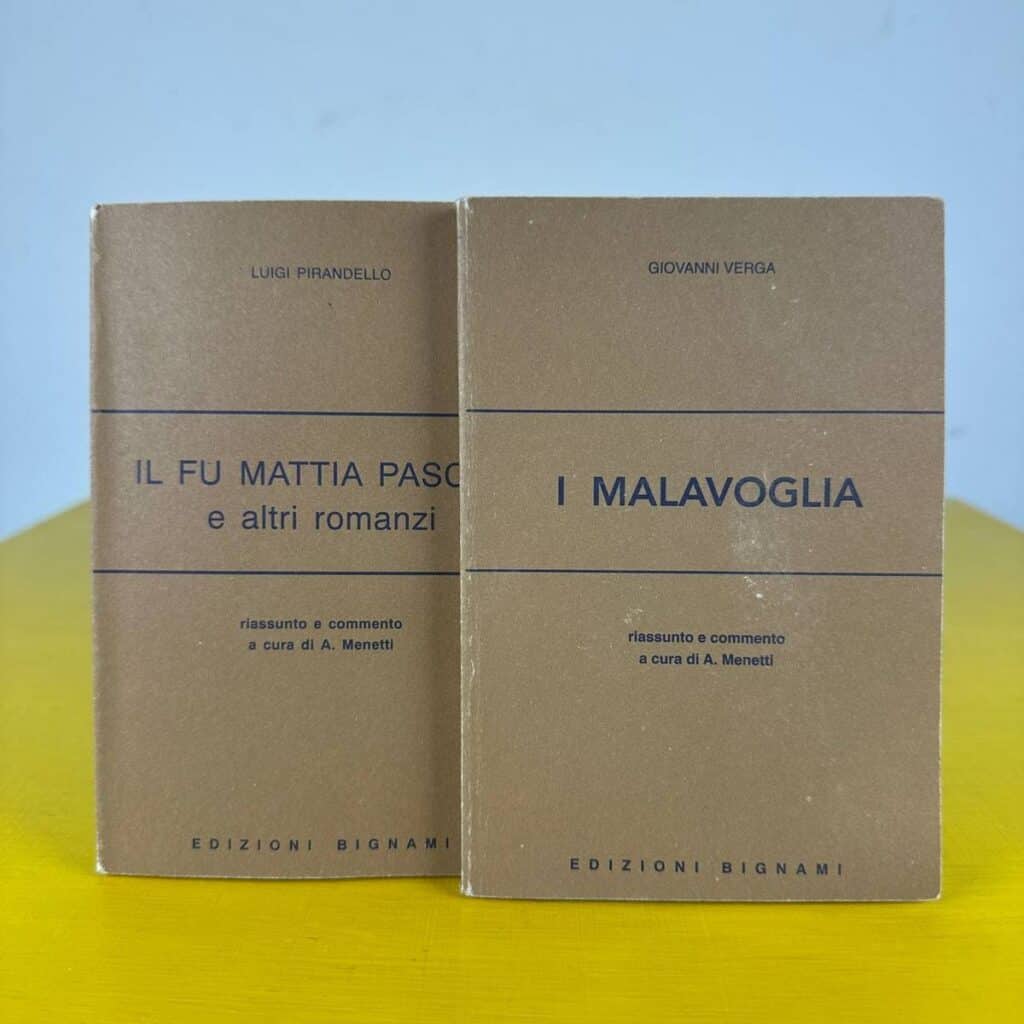 LUIGI PIRANDELLO
IL FU MATTIA PASC
e altri romanzi
riassunto e commento
a cura di A. Menetti
EDIZIONI BIGNAMI
GIOVANNI VERGA
I MALAVOGLIA
riassunto e commento
a cura di A. Menetti
EDIZIONI BIGNAMI